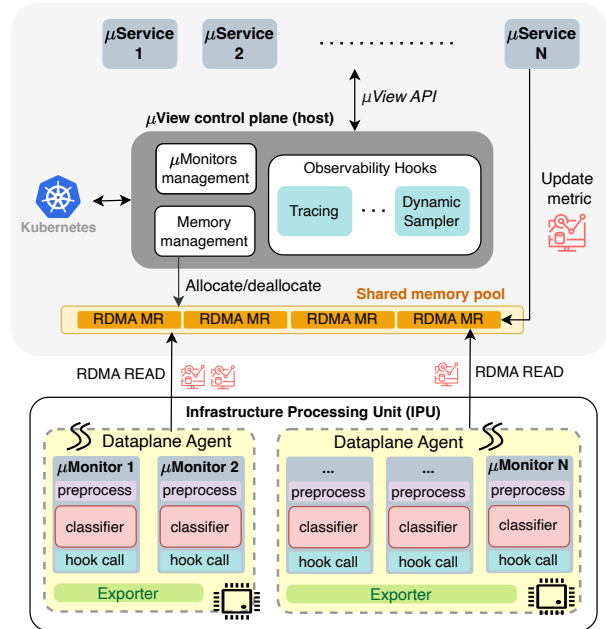 μService 1
μService 2
μService N
μView API
μView control plane (host)
μMonitors management
Memory management
Observability Hooks
Tracing
...
Dynamic Sampler
Kubernetes
Update metric
Allocate/deallocate
Shared memory pool
RDMA MR
RDMA MR
RDMA MR
RDMA MR
RDMA READ
RDMA READ
Infrastructure Processing Unit (IPU)
Dataplane Agent
μMonitor 1
preprocess
classifier
hook call
μMonitor 2
preprocess
classifier
hook call
Exporter
Dataplane Agent
...
preprocess
classifier
hook call
...
preprocess
classifier
hook call
μMonitor N
preprocess
classifier
hook call
Exporter